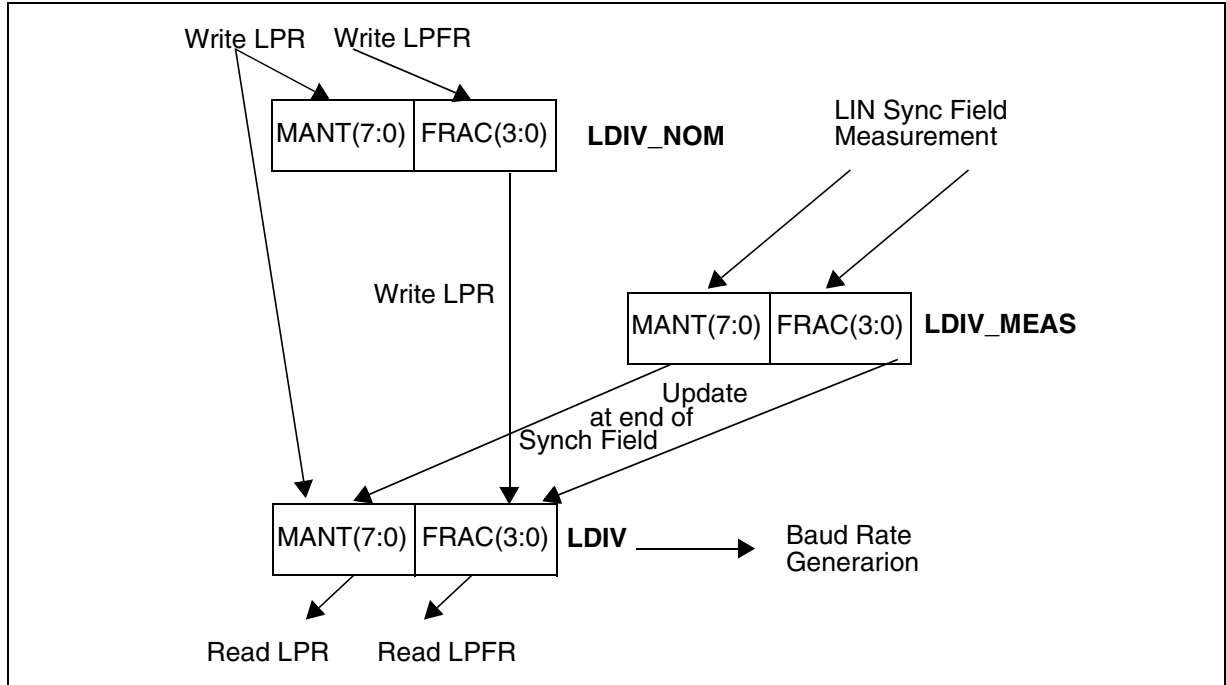 Write LPR Write LPFR
MANT(7:0) FRAC(3:0) LDIV_NOM
LIN Sync Field
Measurement
Write LPR
MANT(7:0) FRAC(3:0) LDIV_MEAS
Update
at end of
Synch Field
MANT(7:0) FRAC(3:0) LDIV
Baud Rate
Generarion
Read LPR Read LPFR